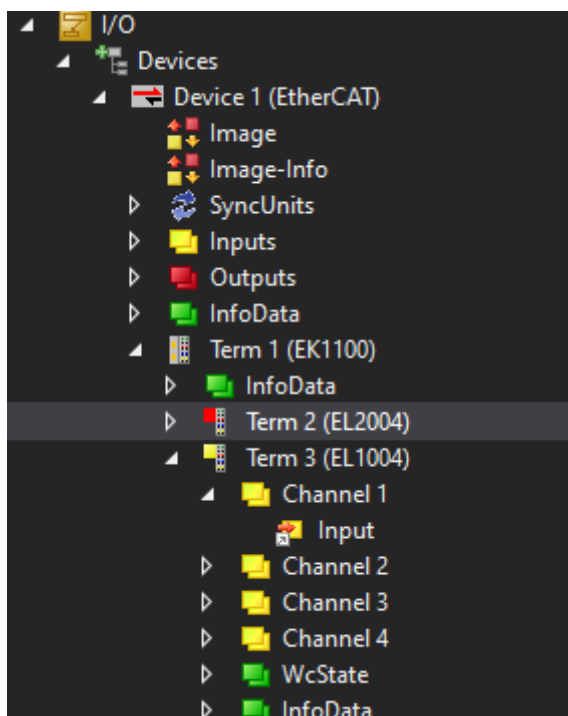 I/O
Devices
Device 1 (EtherCAT)
Image
Image-Info
SyncUnits
Inputs
Outputs
InfoData
Term 1 (EK1100)
InfoData
Term 2 (EL2004)
Term 3 (EL1004)
Channel 1
Input
Channel 2
Channel 3
Channel 4
WcState
InfoData